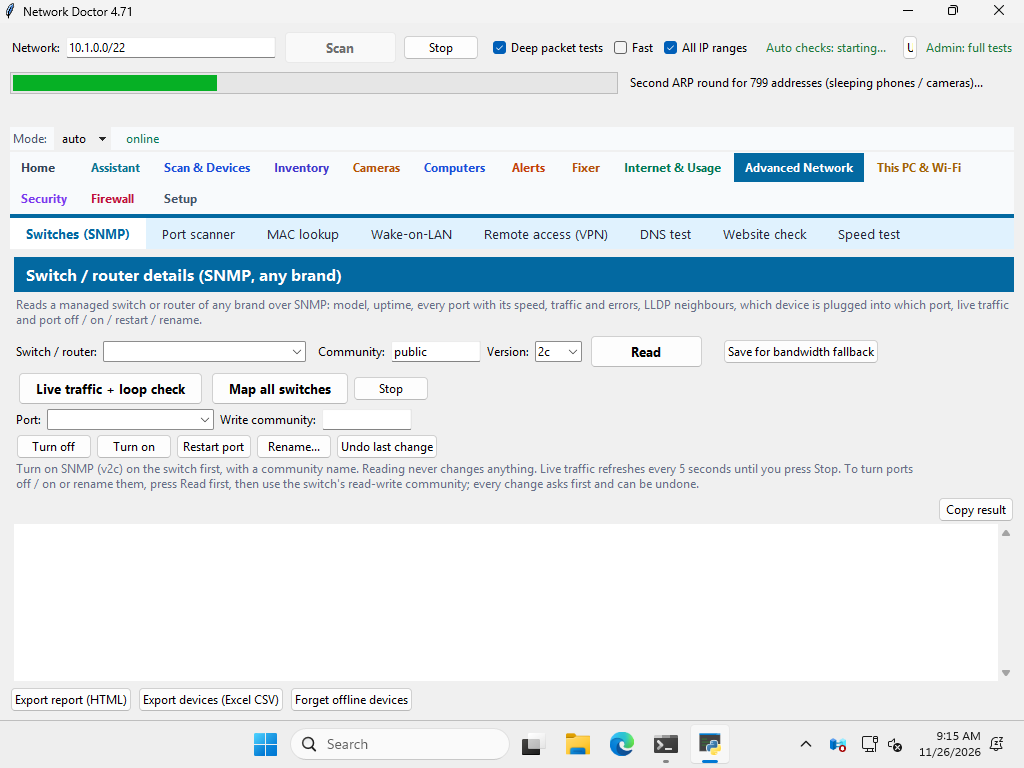 Network Doctor 4.71
Network: 10.1.0.0/22 Scan Stop Deep packet tests Fast All IP ranges Auto checks: starting... U Admin: full tests
Second ARP round for 799 addresses (sleeping phones / cameras)...
Mode: auto online
Home Assistant Scan & Devices Inventory Cameras Computers Alerts Fixer Internet & Usage Advanced Network This PC & Wi-Fi
Security Firewall Setup
Switches (SNMP) Port scanner MAC lookup Wake-on-LAN Remote access (VPN) DNS test Website check Speed test
Switch / router details (SNMP, any brand)
Reads a managed switch or router of any brand over SNMP: model, uptime, every port with its speed, traffic and errors, LLDP neighbours, which device is plugged into which port, live traffic
and port off / on / restart / rename.
Switch / router: Community: public Version: 2c Read Save for bandwidth fallback
Live traffic + loop check Map all switches Stop
Port: Write community:
Turn off Turn on Restart port Rename... Undo last change
Turn on SNMP (v2c) on the switch first, with a community name. Reading never changes anything. Live traffic refreshes every 5 seconds until you press Stop. To turn ports
off / on or rename them, press Read first, then use the switch's read-write community; every change asks first and can be undone.
Copy result
Export report (HTML) Export devices (Excel CSV) Forget offline devices
Search
9:15 AM
11/26/2026